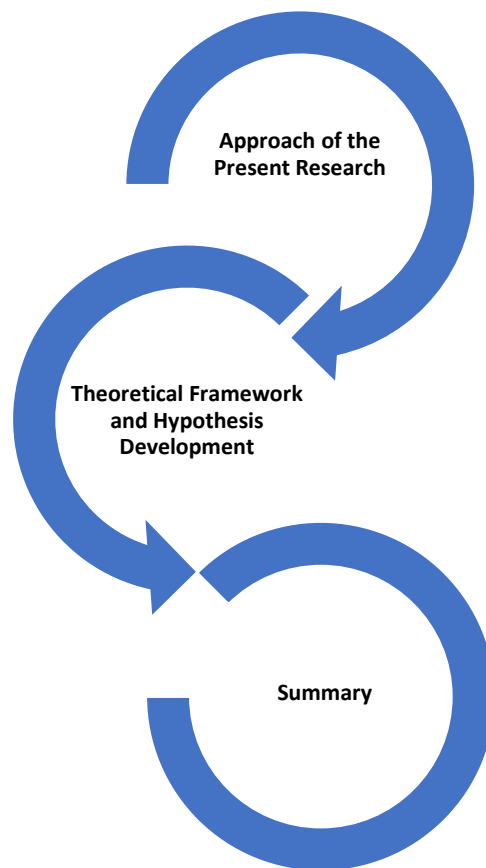 Approach of the
Present Research
Theoretical Framework
and Hypothesis
Development
Summary